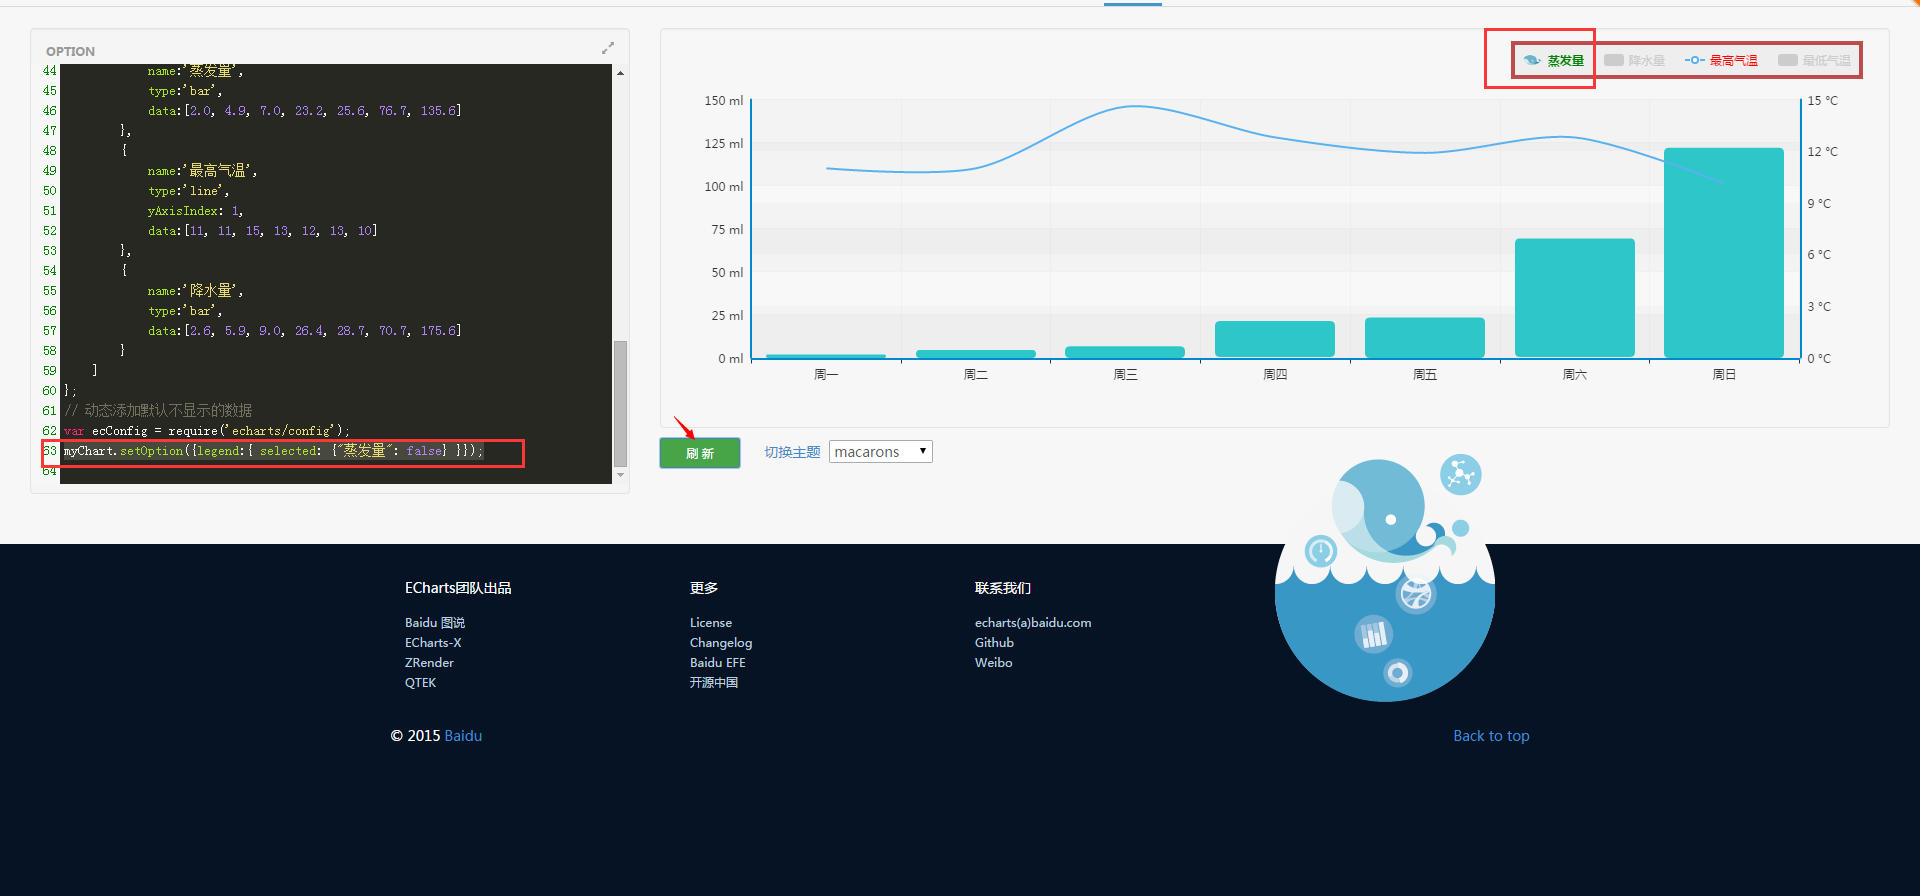 OPTION
44 name:'蒸发量',
45 type:'bar',
46 data:[2.0, 4.9, 7.0, 23.2, 25.6, 76.7, 135.6]
47 },
48 {
49 name:'最高气温',
50 type:'line',
51 yAxisIndex: 1,
52 data:[11, 11, 15, 13, 12, 13, 10]
53 },
54 {
55 name:'降水量',
56 type:'bar',
57 data:[2.6, 5.9, 9.0, 26.4, 28.7, 70.7, 175.6]
58 }
59 ]
60 };
61 // 动态添加默认不显示的数据
62 var ecConfig = require('echarts/config');
63 myChart.setOption({legend:{ selected: {"蒸发量": false} }});
64
蒸发量 降水量 最高气温 最低气温
150 ml
125 ml
100 ml
75 ml
50 ml
25 ml
0 ml
15 °C
12 °C
9 °C
6 °C
3 °C
0 °C
周一 周二 周三 周四 周五 周六 周日
刷 新 切换主题 macarons
ECharts团队出品
Baidu 图说
ECharts-X
ZRender
QTEK
更多
License
Changelog
Baidu EFE
开源中国
联系我们
echarts(a)baidu.com
Github
Weibo
© 2015 Baidu
Back to top